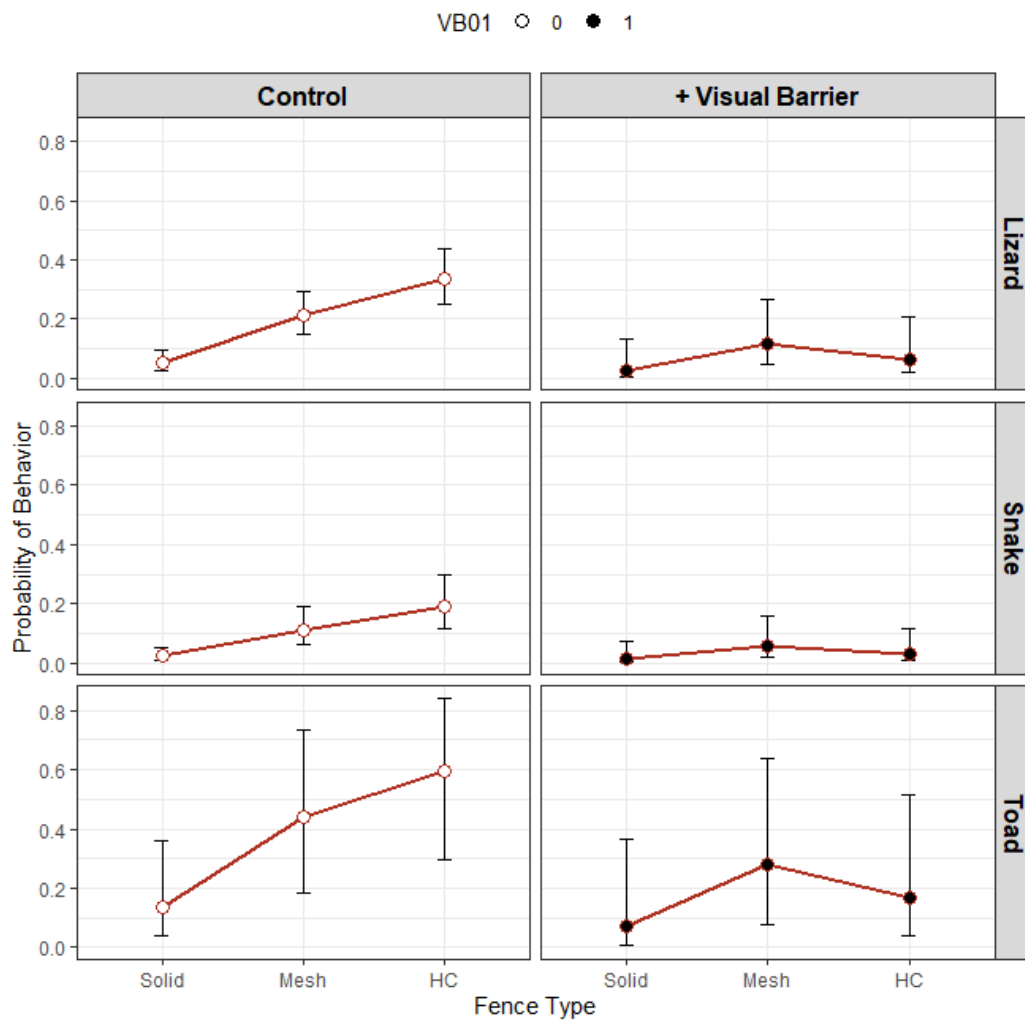 VB01 0 1
Control + Visual Barrier
Probability of Behavior
0.8
0.6
0.4
0.2
0.0
Lizard
0.8
0.6
0.4
0.2
0.0
Snake
0.8
0.6
0.4
0.2
0.0
Toad
Solid Mesh HC Solid Mesh HC
Fence Type